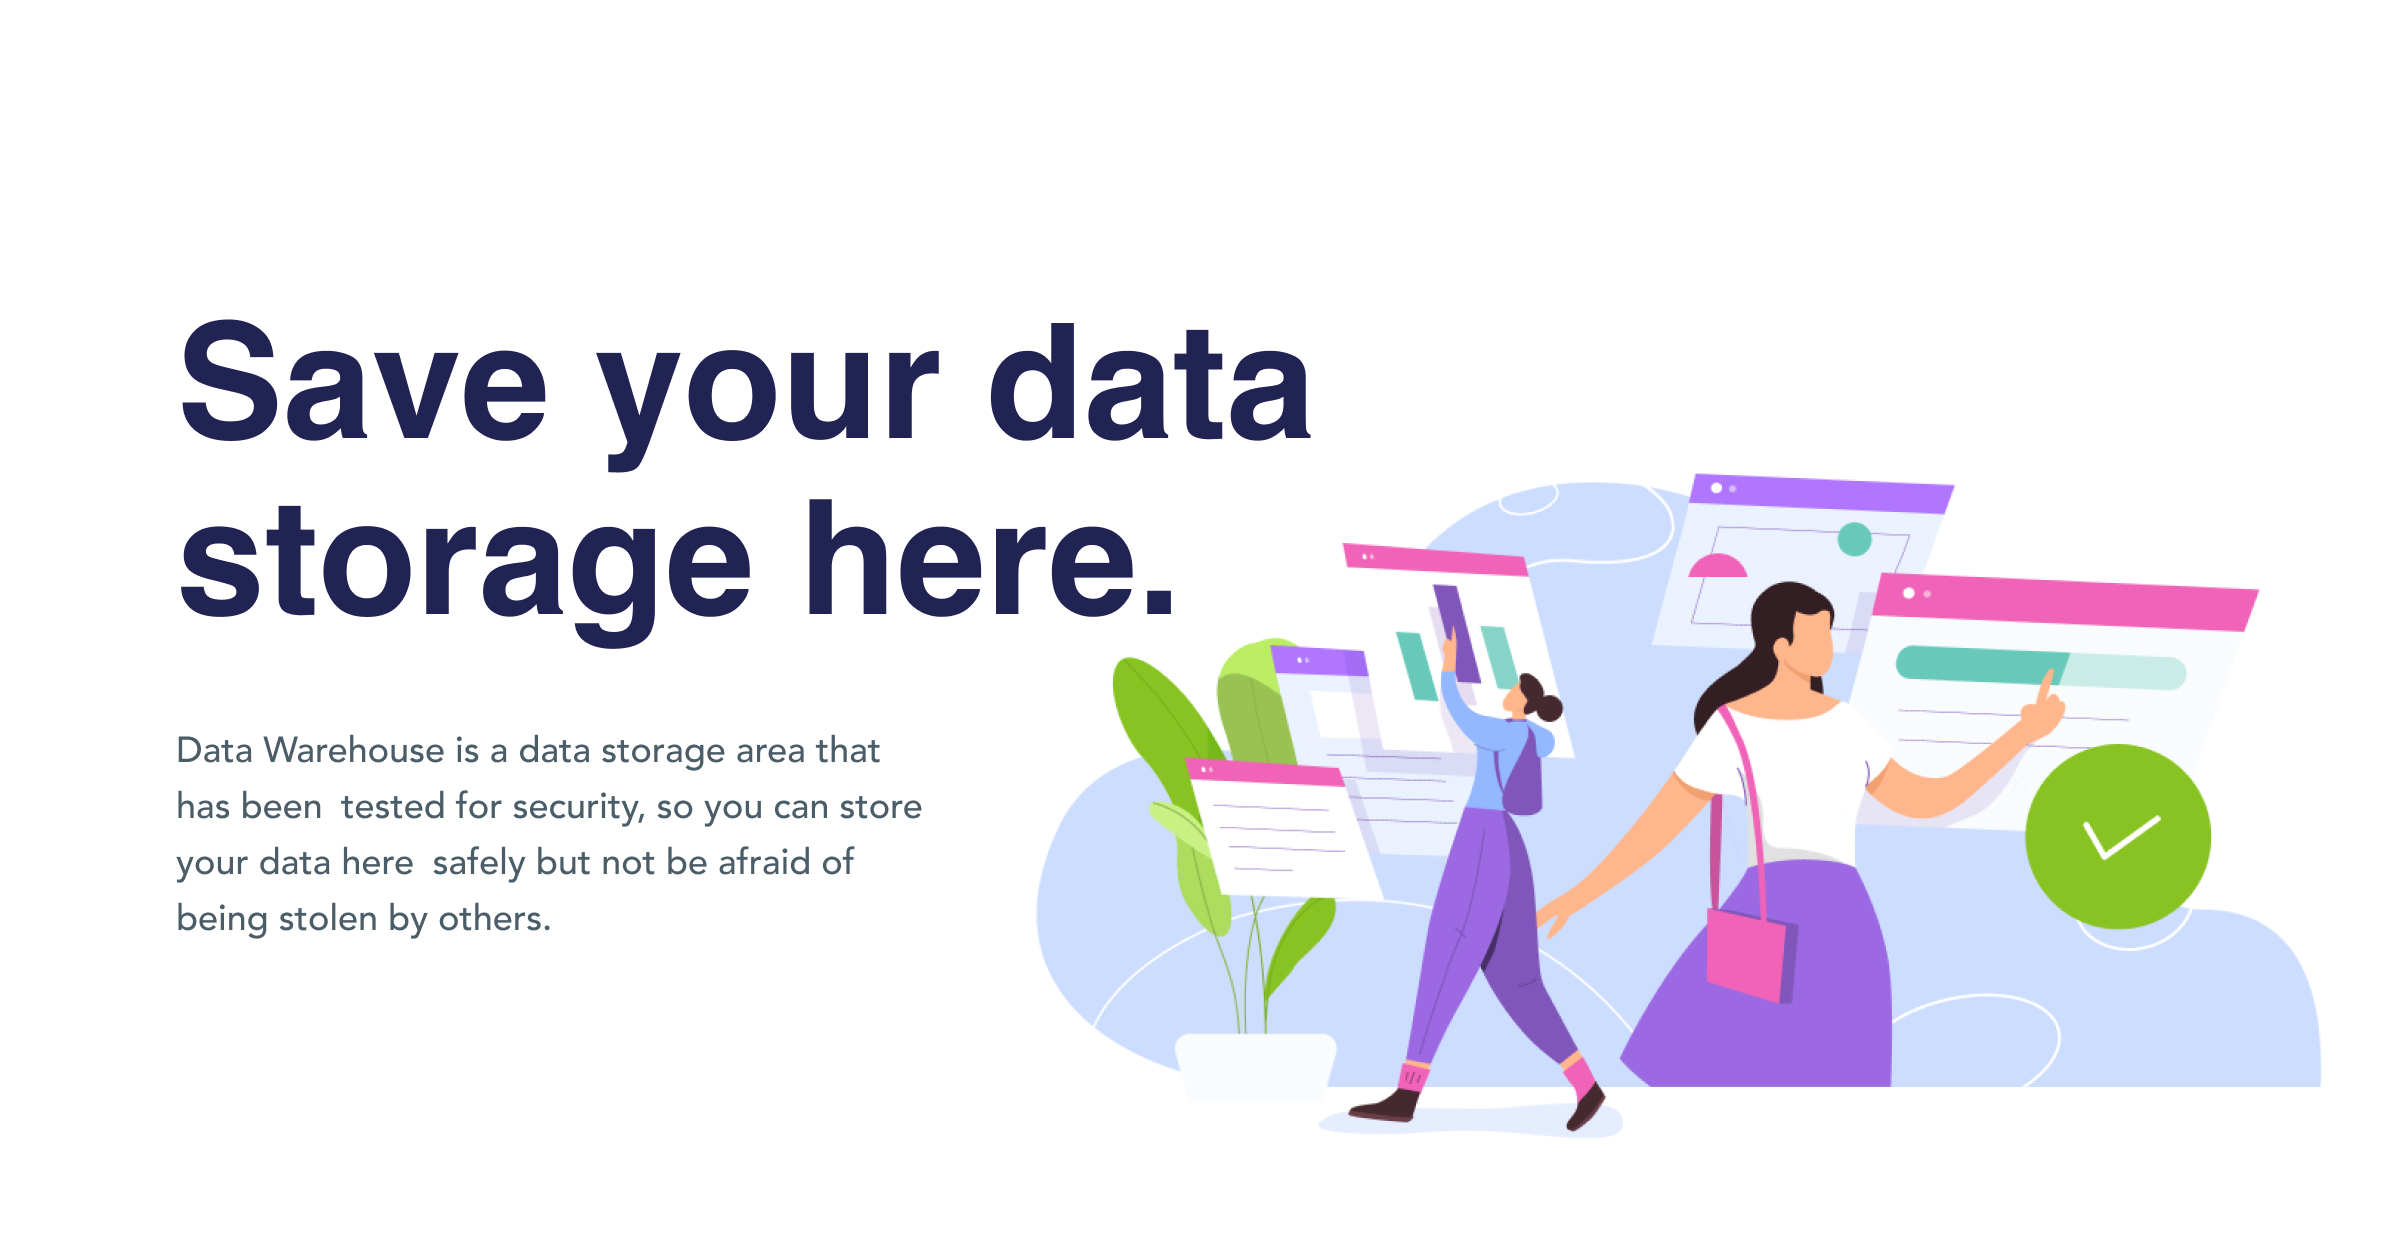 Save your data
storage here.
Data Warehouse is a data storage area that
has been  tested for security, so you can store
your data here  safely but not be afraid of
being stolen by others.